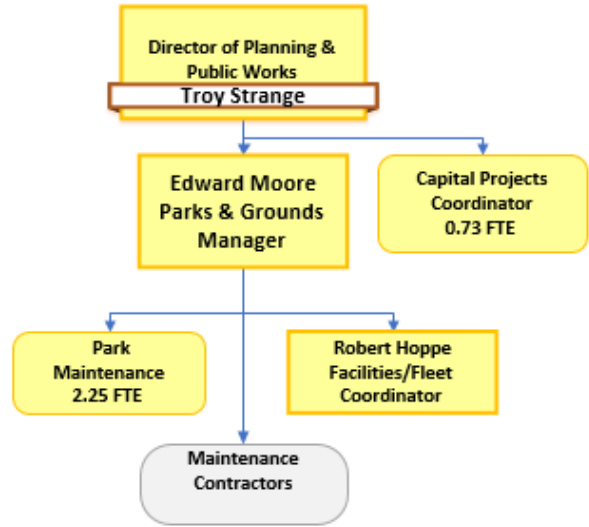 Director of Planning &
Public Works
Troy Strange
Edward Moore
Parks & Grounds
Manager
Capital Projects
Coordinator
0.73 FTE
Park
Maintenance
2.25 FTE
Robert Hoppe
Facilities/Fleet
Coordinator
Maintenance
Contractors